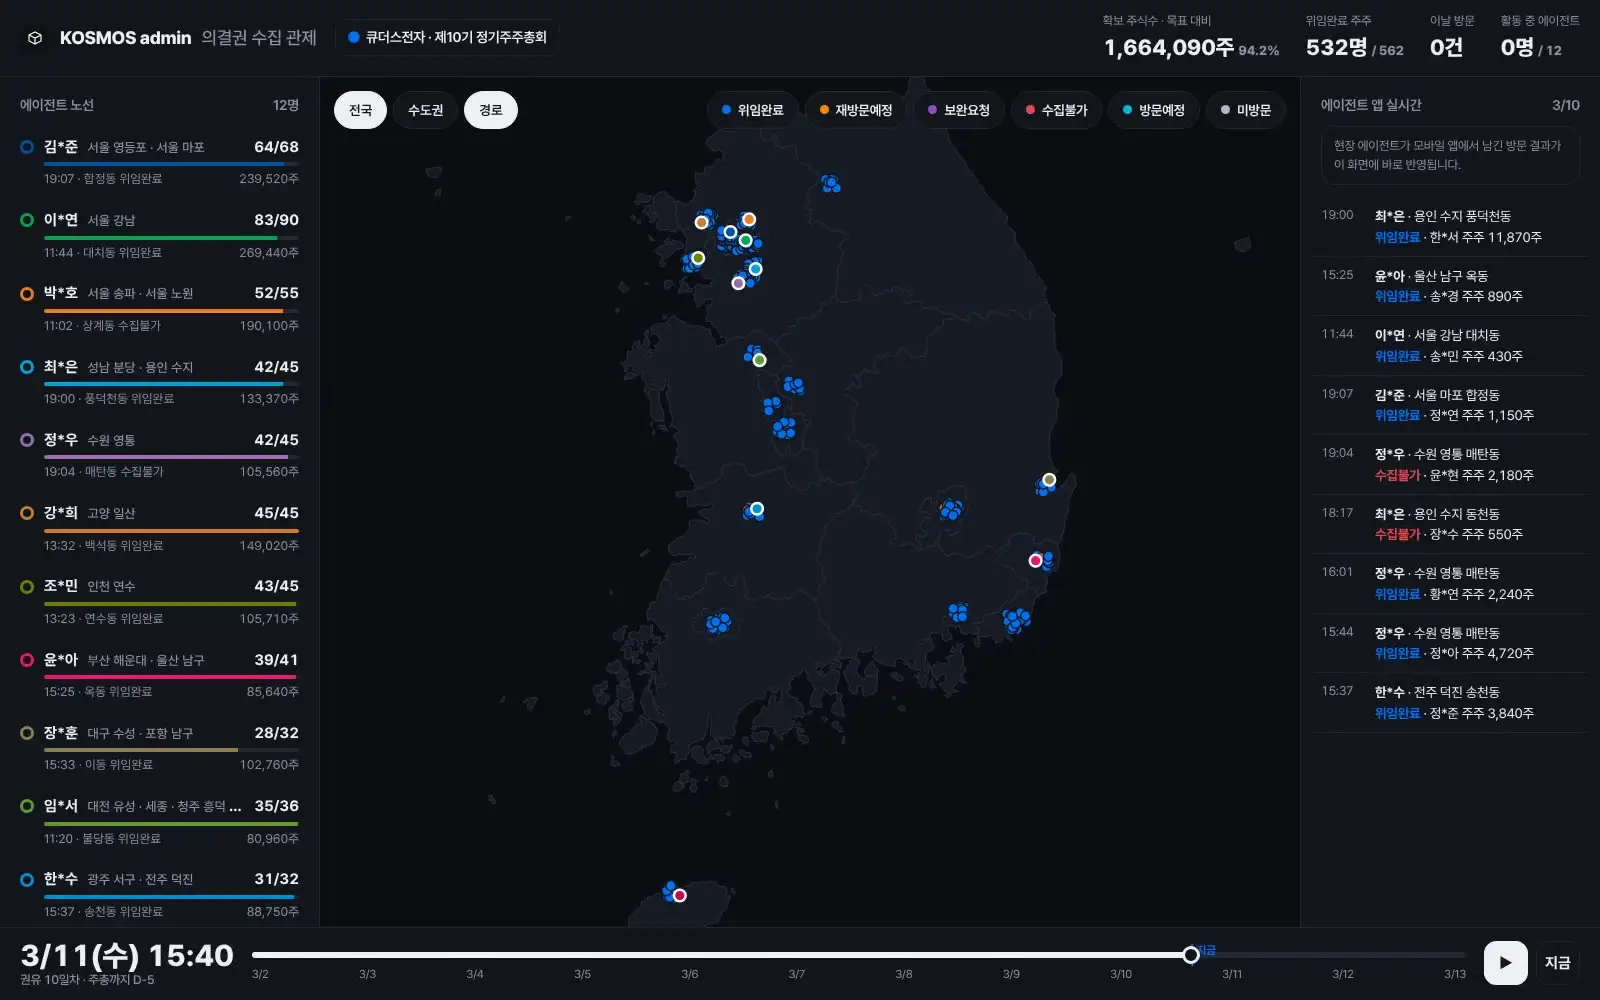 KOSMOS admin 의결권 수집 관제
큐더스전자 · 제10기 정기주주총회
확보 주식수 · 목표 대비
1,664,090주 94.2%
위임완료 주주
532명 / 562
이날 방문
0건
활동 중 에이전트
0명 / 12
에이전트 노선 12명
김*준 서울 영등포 · 서울 마포 64/68
19:07 · 합정동 위임완료 239,520주
이*연 서울 강남 83/90
11:44 · 대치동 위임완료 269,440주
박*호 서울 송파 · 서울 노원 52/55
11:02 · 상계동 수집불가 190,100주
최*은 성남 분당 · 용인 수지 42/45
19:00 · 풍덕천동 위임완료 133,370주
정*우 수원 영통 42/45
19:04 · 매탄동 수집불가 105,560주
강*희 고양 일산 45/45
13:32 · 백석동 위임완료 149,020주
조*민 인천 연수 43/45
13:23 · 연수동 위임완료 105,710주
윤*아 부산 해운대 · 울산 남구 39/41
15:25 · 옥동 위임완료 85,640주
장*훈 대구 수성 · 포항 남구 28/32
15:33 · 이동 위임완료 102,760주
임*서 대전 유성 · 세종 · 청주 흥덕 ... 35/36
11:20 · 불당동 위임완료 80,960주
한*수 광주 서구 · 전주 덕진 31/32
15:37 · 송천동 위임완료 88,750주
전국 수도권 경로
위임완료 재방문예정 보완요청 수집불가 방문예정 미방문
에이전트 앱 실시간 3/10
현장 에이전트가 모바일 앱에서 남긴 방문 결과가
이 화면에 바로 반영됩니다.
19:00 최*은 · 용인 수지 풍덕천동
위임완료 · 한*서 주주 11,870주
15:25 윤*아 · 울산 남구 옥동
위임완료 · 송*경 주주 890주
11:44 이*연 · 서울 강남 대치동
위임완료 · 송*민 주주 430주
19:07 김*준 · 서울 마포 합정동
위임완료 · 정*연 주주 1,150주
19:04 정*우 · 수원 영통 매탄동
수집불가 · 윤*현 주주 2,180주
18:17 최*은 · 용인 수지 동천동
수집불가 · 장*수 주주 550주
16:01 정*우 · 수원 영통 매탄동
위임완료 · 황*연 주주 2,240주
15:44 정*우 · 수원 영통 매탄동
위임완료 · 정*아 주주 4,720주
15:37 한*수 · 전주 덕진 송천동
위임완료 · 정*준 주주 3,840주
3/11(수) 15:40
권유 10일차 · 주총까지 D-5
지금
3/2 3/3 3/4 3/5 3/6 3/7 3/8 3/9 3/10 3/11 3/12 3/13
지금